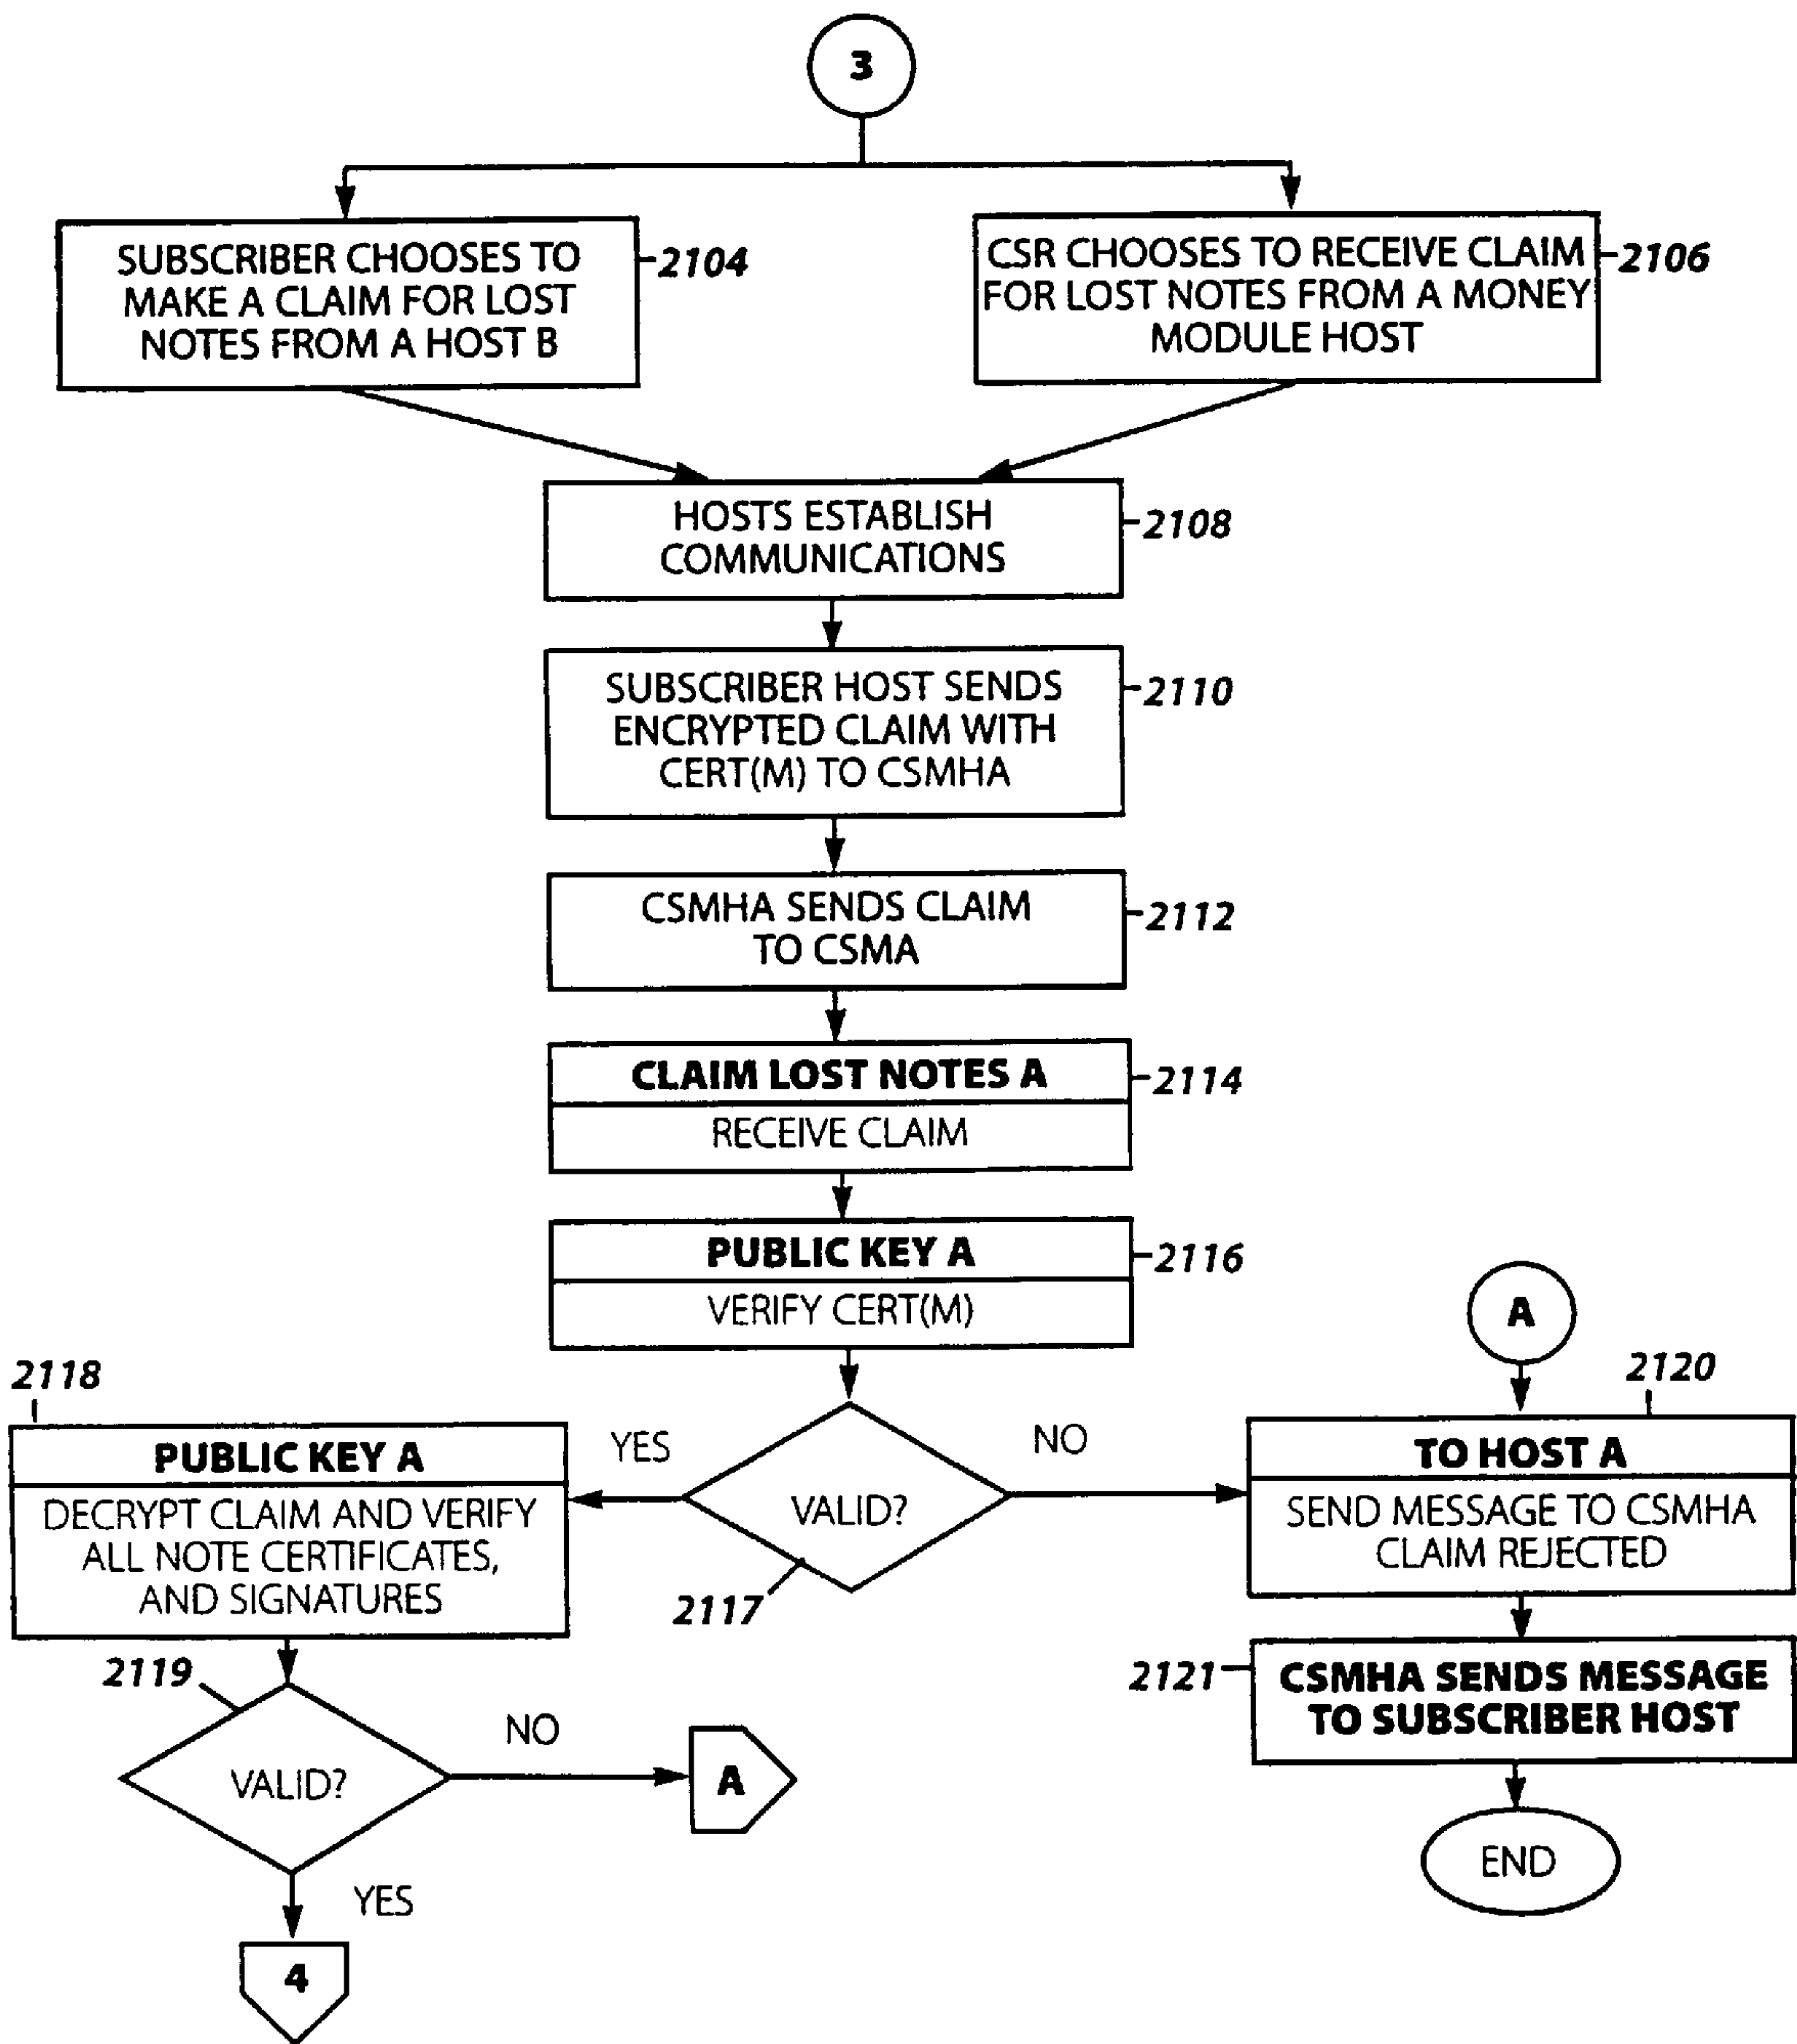 3
SUBSCRIBER CHOOSES TO
MAKE A CLAIM FOR LOST
NOTES FROM A HOST B
2104
CSR CHOOSES TO RECEIVE CLAIM
FOR LOST NOTES FROM A MONEY
MODULE HOST
2106
HOSTS ESTABLISH
COMMUNICATIONS
2108
SUBSCRIBER HOST SENDS
ENCRYPTED CLAIM WITH
CERT(M) TO CSMHA
2110
CSMHA SENDS CLAIM
TO CSMA
2112
CLAIM LOST NOTES A
2114
RECEIVE CLAIM
PUBLIC KEY A
2116
VERIFY CERT(M)
A
2118
PUBLIC KEY A
DECRYPT CLAIM AND VERIFY
ALL NOTE CERTIFICATES,
AND SIGNATURES
YES
VALID?
NO
2117
2120
TO HOST A
SEND MESSAGE TO CSMHA
CLAIM REJECTED
2121
CSMHA SENDS MESSAGE
TO SUBSCRIBER HOST
END
2119
VALID?
NO
A
YES
4